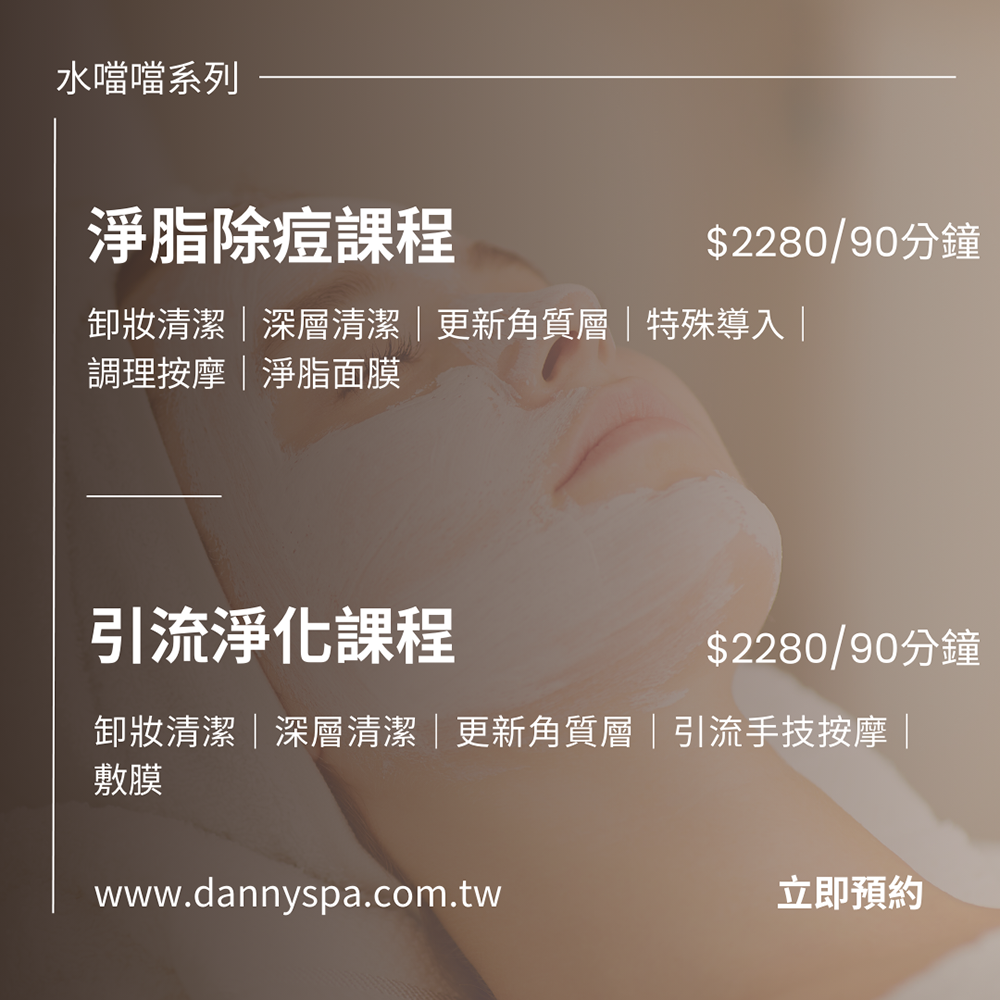 水噹噹系列
淨脂除痘課程
$2280/90分鐘
卸妝清潔｜深層清潔｜更新角質層｜特殊導入｜
調理按摩｜淨脂面膜
引流淨化課程
$2280/90分鐘
卸妝清潔｜深層清潔｜更新角質層｜引流手技按摩｜
敷膜
www.dannyspa.com.tw
立即預約